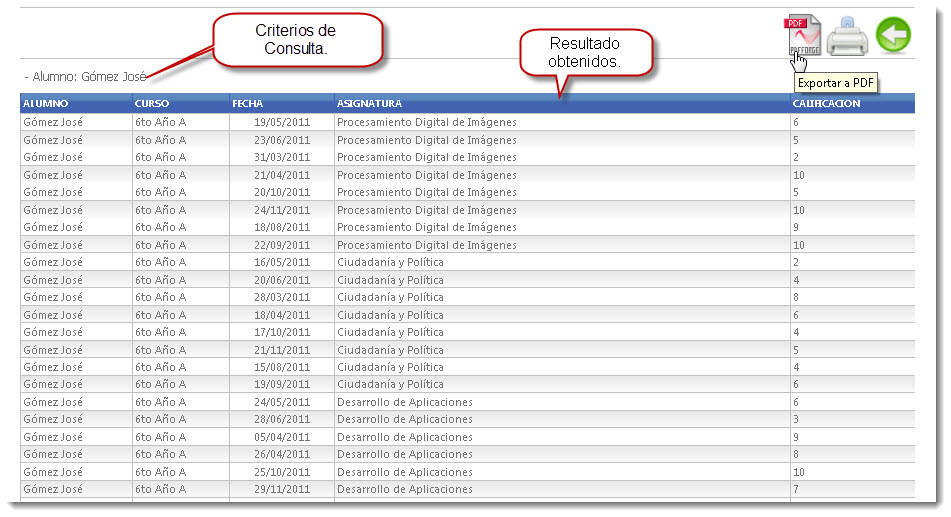 Criterios de
Consulta.
Resultado
obtenidos.
PDF
PDFFORGE
- Alumno: Gómez José
Exportar a PDF
ALUMNO CURSO FECHA ASIGNATURA CALIFICACION
Gómez José 6to Año A 19/05/2011 Procesamiento Digital de Imágenes 6
Gómez José 6to Año A 23/06/2011 Procesamiento Digital de Imágenes 5
Gómez José 6to Año A 31/03/2011 Procesamiento Digital de Imágenes 2
Gómez José 6to Año A 21/04/2011 Procesamiento Digital de Imágenes 10
Gómez José 6to Año A 20/10/2011 Procesamiento Digital de Imágenes 5
Gómez José 6to Año A 24/11/2011 Procesamiento Digital de Imágenes 10
Gómez José 6to Año A 18/08/2011 Procesamiento Digital de Imágenes 9
Gómez José 6to Año A 22/09/2011 Procesamiento Digital de Imágenes 10
Gómez José 6to Año A 16/05/2011 Ciudadanía y Política 2
Gómez José 6to Año A 20/06/2011 Ciudadanía y Política 4
Gómez José 6to Año A 28/03/2011 Ciudadanía y Política 8
Gómez José 6to Año A 18/04/2011 Ciudadanía y Política 6
Gómez José 6to Año A 17/10/2011 Ciudadanía y Política 4
Gómez José 6to Año A 21/11/2011 Ciudadanía y Política 5
Gómez José 6to Año A 15/08/2011 Ciudadanía y Política 4
Gómez José 6to Año A 19/09/2011 Ciudadanía y Política 6
Gómez José 6to Año A 24/05/2011 Desarrollo de Aplicaciones 6
Gómez José 6to Año A 28/06/2011 Desarrollo de Aplicaciones 3
Gómez José 6to Año A 05/04/2011 Desarrollo de Aplicaciones 9
Gómez José 6to Año A 26/04/2011 Desarrollo de Aplicaciones 8
Gómez José 6to Año A 25/10/2011 Desarrollo de Aplicaciones 10
Gómez José 6to Año A 29/11/2011 Desarrollo de Aplicaciones 7